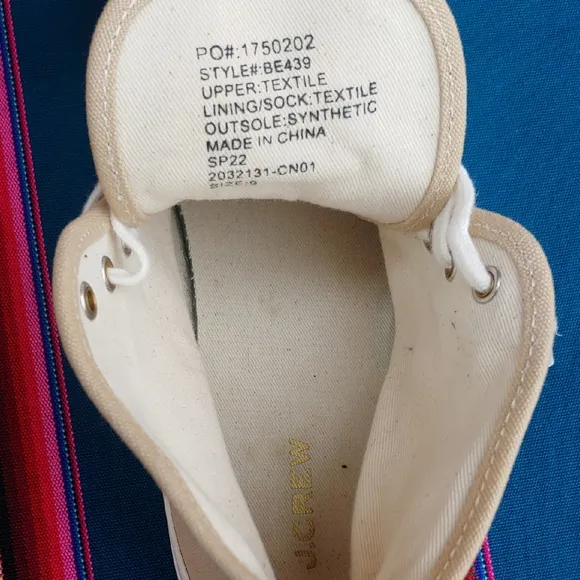 PO#:1750202
STYLE#:BE439
UPPER:TEXTILE
LINING/SOCK:TEXTILE
OUTSOLE:SYNTHETIC
MADE IN CHINA
SP22
2032131-CN01
J.CREW